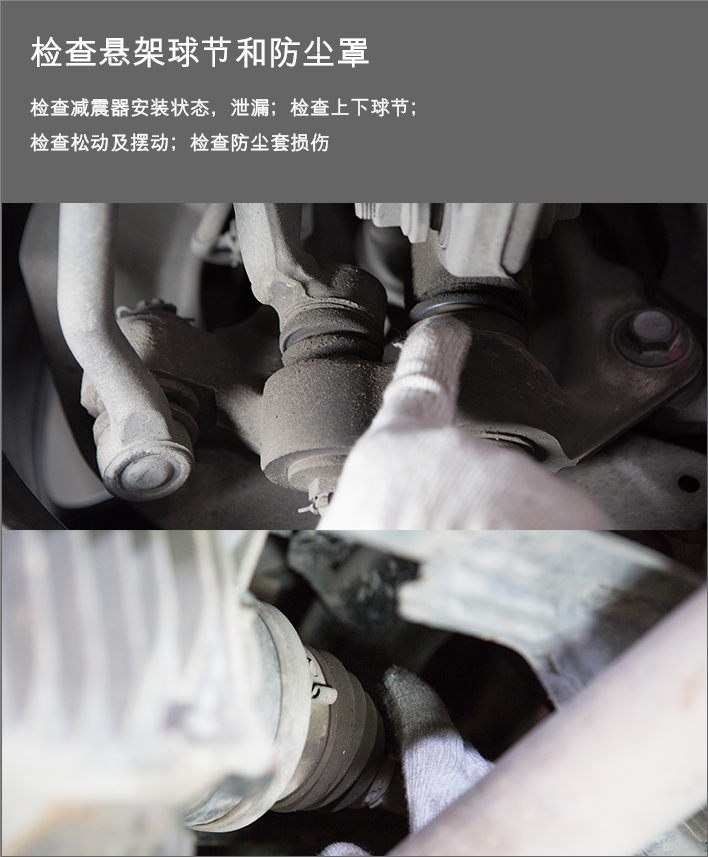 检查悬架球节和防尘罩
检查减震器安装状态，泄漏；检查上下球节；
检查松动及摆动；检查防尘套损伤